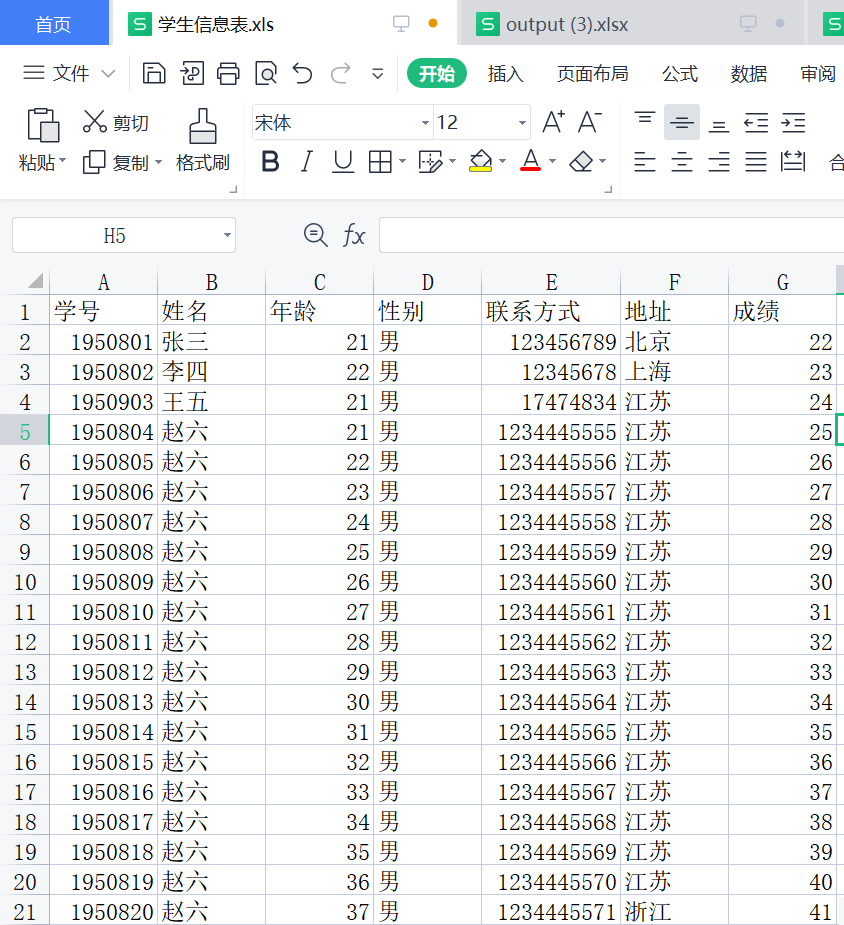 首页 S 学生信息表.xls S output (3).xlsx S
文件 开始 插入 页面布局 公式 数据 审阅
粘贴 剪切 复制 格式刷 宋体 12 A+ A- B I U A 合
H5 fx
A B C D E F G
1 学号 姓名 年龄 性别 联系方式 地址 成绩
2 1950801 张三 21 男 123456789 北京 22
3 1950802 李四 22 男 12345678 上海 23
4 1950903 王五 21 男 17474834 江苏 24
5 1950804 赵六 21 男 1234445555 江苏 25
6 1950805 赵六 22 男 1234445556 江苏 26
7 1950806 赵六 23 男 1234445557 江苏 27
8 1950807 赵六 24 男 1234445558 江苏 28
9 1950808 赵六 25 男 1234445559 江苏 29
10 1950809 赵六 26 男 1234445560 江苏 30
11 1950810 赵六 27 男 1234445561 江苏 31
12 1950811 赵六 28 男 1234445562 江苏 32
13 1950812 赵六 29 男 1234445563 江苏 33
14 1950813 赵六 30 男 1234445564 江苏 34
15 1950814 赵六 31 男 1234445565 江苏 35
16 1950815 赵六 32 男 1234445566 江苏 36
17 1950816 赵六 33 男 1234445567 江苏 37
18 1950817 赵六 34 男 1234445568 江苏 38
19 1950818 赵六 35 男 1234445569 江苏 39
20 1950819 赵六 36 男 1234445570 江苏 40
21 1950820 赵六 37 男 1234445571 浙江 41